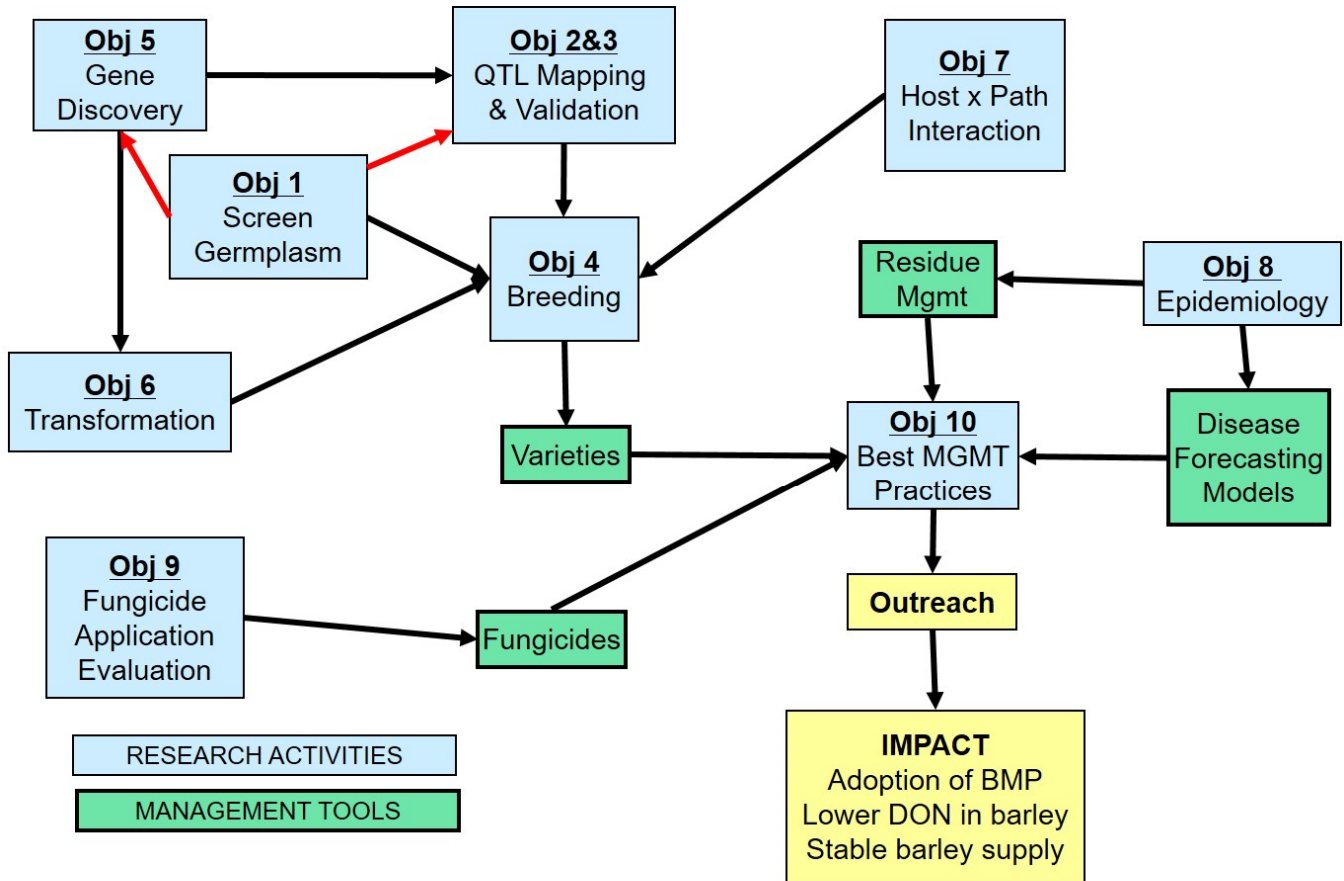 Obj 5
Gene
Discovery
Obj 2&3
QTL Mapping
& Validation
Obj 7
Host x Path
Interaction
Obj 1
Screen
Germplasm
Obj 4
Breeding
Residue
Mgmt
Obj 8
Epidemiology
Obj 6
Transformation
Varieties
Obj 10
Best MGMT
Practices
Disease
Forecasting
Models
Obj 9
Fungicide
Application
Evaluation
Fungicides
Outreach
IMPACT
Adoption of BMP
Lower DON in barley
Stable barley supply
RESEARCH ACTIVITIES
MANAGEMENT TOOLS